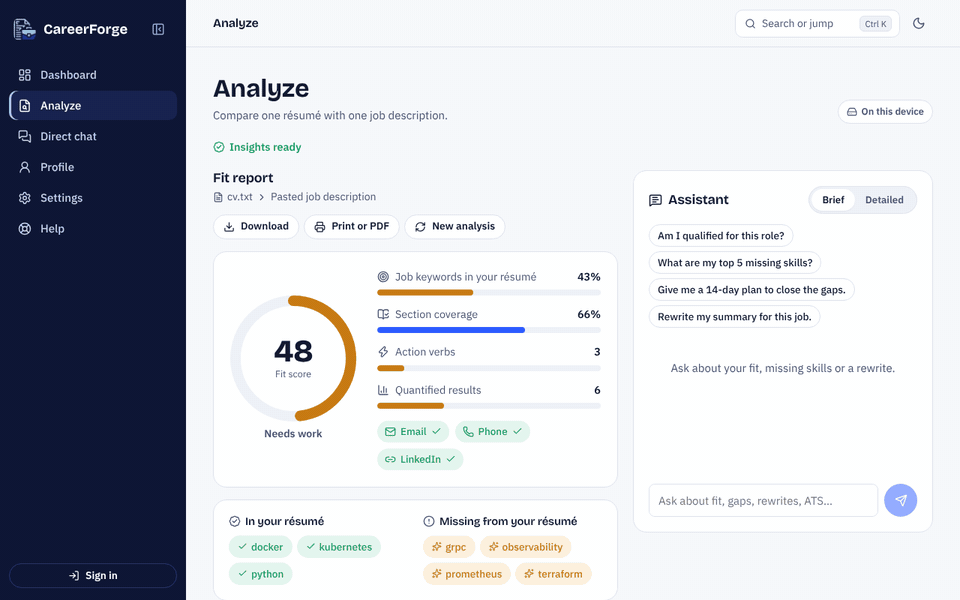 CareerForge
Dashboard
Analyze
Direct chat
Profile
Settings
Help
Sign in
Analyze
Search or jump
Ctrl K
Analyze
Compare one résumé with one job description.
On this device
Insights ready
Fit report
cv.txt > Pasted job description
Download
Print or PDF
New analysis
48
Fit score
Needs work
Job keywords in your résumé 43%
Section coverage 66%
Action verbs 3
Quantified results 6
Email
Phone
LinkedIn
In your résumé
docker
kubernetes
python
Missing from your résumé
grpc
observability
prometheus
terraform
Assistant
Brief
Detailed
Am I qualified for this role?
What are my top 5 missing skills?
Give me a 14-day plan to close the gaps.
Rewrite my summary for this job.
Ask about your fit, missing skills or a rewrite.
Ask about fit, gaps, rewrites, ATS...